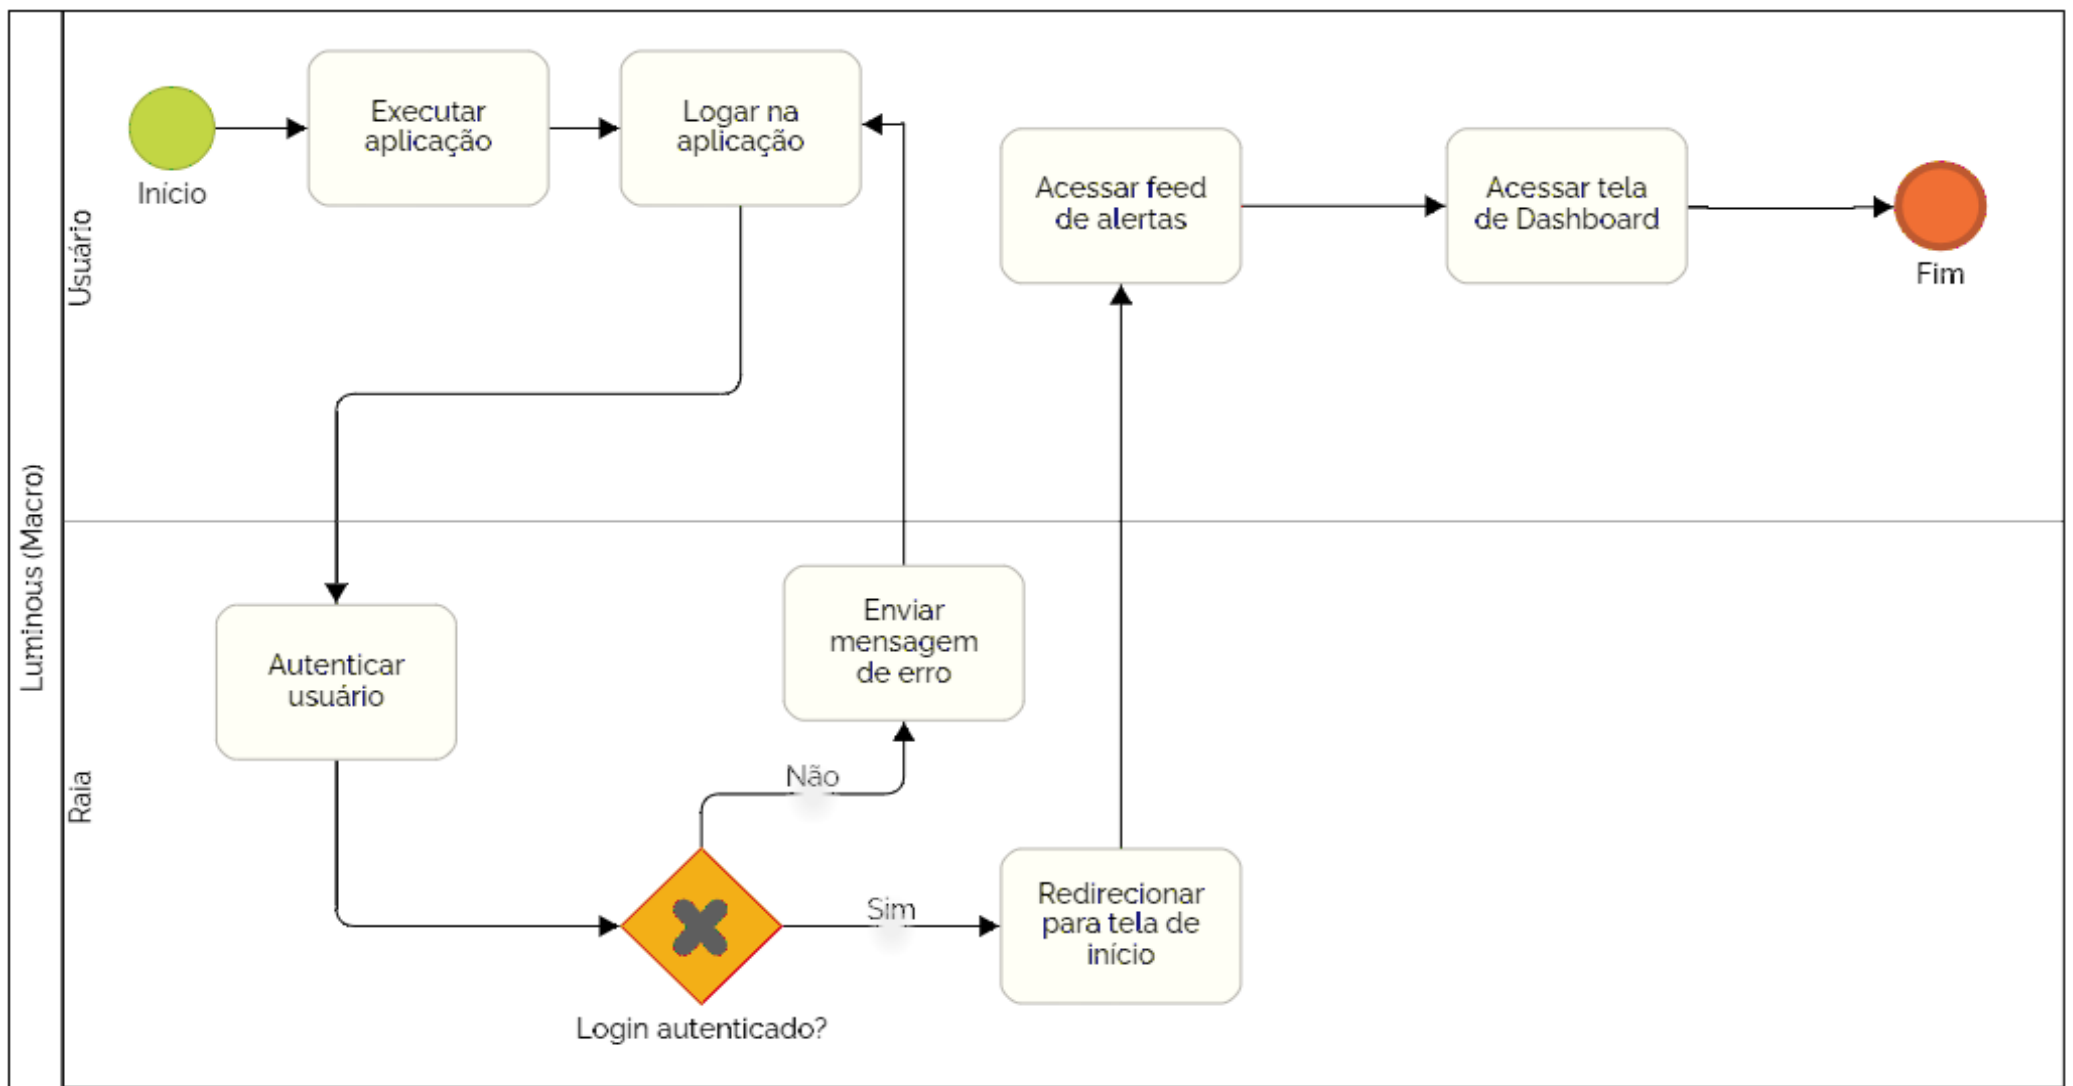 Luminous (Macro)
Usuário
Início
Executar
aplicação
Logar na
aplicação
Acessar feed
de alertas
Acessar tela
de Dashboard
Fim
Raia
Autenticar
usuário
Enviar
mensagem
de erro
Não
Sim
Login autenticado?
Redirecionar
para tela de
início